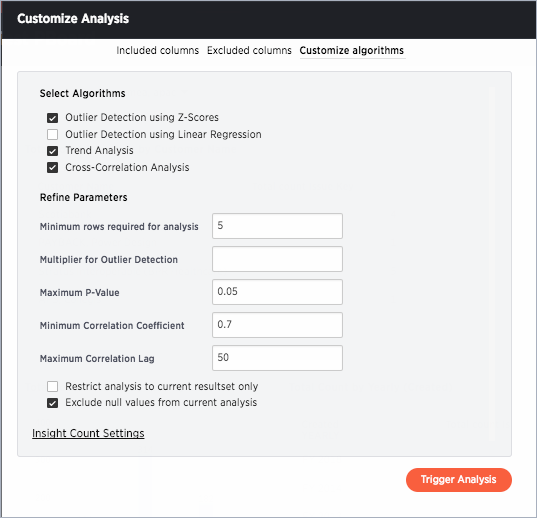 Customize Analysis
Included columns Excluded columns Customize algorithms
Select Algorithms
Outlier Detection using Z-Scores
Outlier Detection using Linear Regression
Trend Analysis
Cross-Correlation Analysis
Refine Parameters
Minimum rows required for analysis 5
Multiplier for Outlier Detection
Maximum P-Value 0.05
Minimum Correlation Coefficient 0.7
Maximum Correlation Lag 50
Restrict analysis to current resultset only
Exclude null values from current analysis
Insight Count Settings
Trigger Analysis